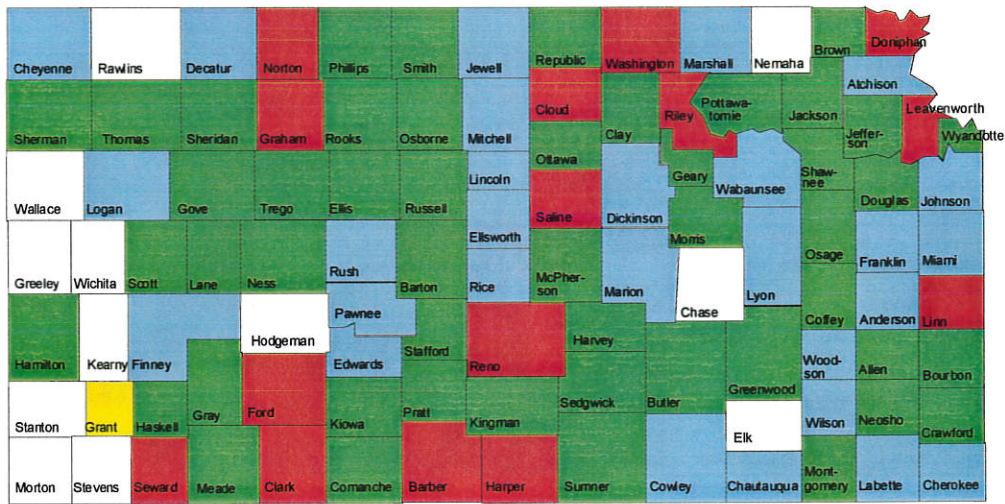 Cheyenne
Rawlins
Decatur
Norton
Phillips
Smith
Jewell
Republic
Washington
Marshall
Nemaha
Brown
Doniphan
Atchison
Sherman
Thomas
Sheridan
Graham
Rooks
Osborne
Mitchell
Cloud
Clay
Riley
Pottawa-
tomie
Jackson
Jeffer-
son
Leavenworth
Wyandotte
Ottawa
Lincoln
Geary
Wabaunsee
Shaw-
nee
Wallace
Logan
Gove
Trego
Ellis
Russell
Saline
Dickinson
Douglas
Johnson
Ellsworth
Morris
Osage
Greeley
Wichita
Scott
Lane
Ness
Rush
Barton
Rice
McPher-
son
Marion
Lyon
Franklin
Miami
Chase
Pawnee
Coffey
Anderson
Linn
Hamilton
Kearny
Finney
Hodgeman
Edwards
Stafford
Reno
Harvey
Greenwood
Wood-
son
Allen
Bourbon
Stanton
Grant
Haskell
Gray
Ford
Kiowa
Pratt
Kingman
Sedgwick
Butler
Elk
Wilson
Neosho
Crawford
Morton
Stevens
Seward
Meade
Clark
Comanche
Barber
Harper
Sumner
Cowley
Chautauqua
Mont-
gomery
Labette
Cherokee